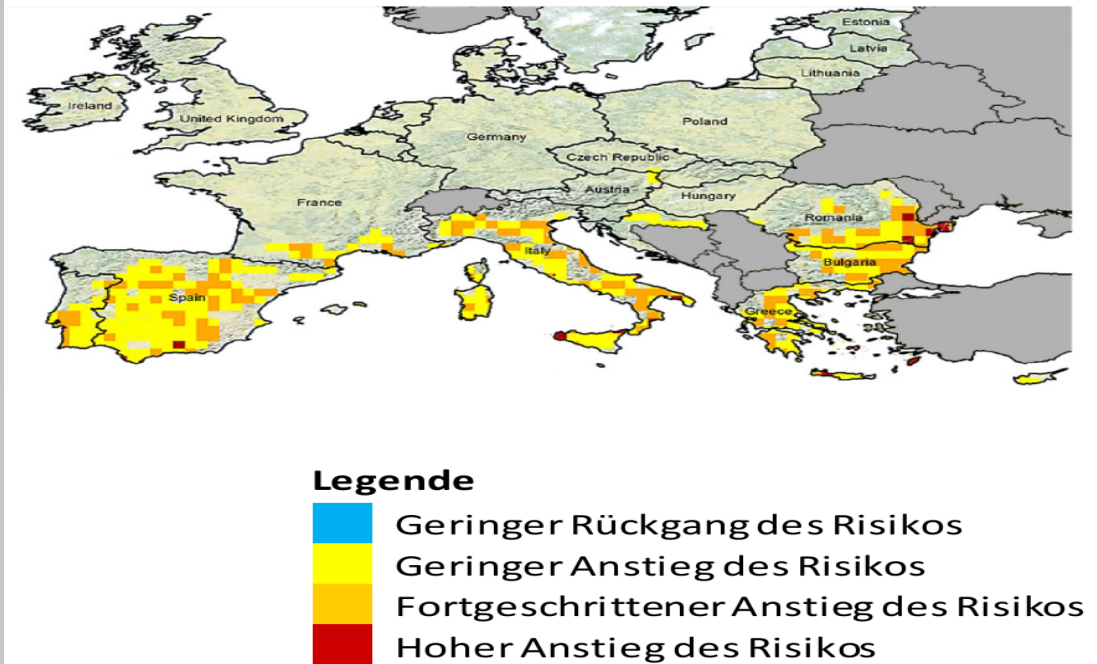 Estonia
Latvia
Lithuania
Ireland
United Kingdom
Poland
Germany
Czech Republic
Austria
Hungary
France
Romania
Italy
Bulgaria
Spain
Greece
Legende
Geringer Rückgang des Risikos
Geringer Anstieg des Risikos
Fortgeschrittener Anstieg des Risikos
Hoher Anstieg des Risikos